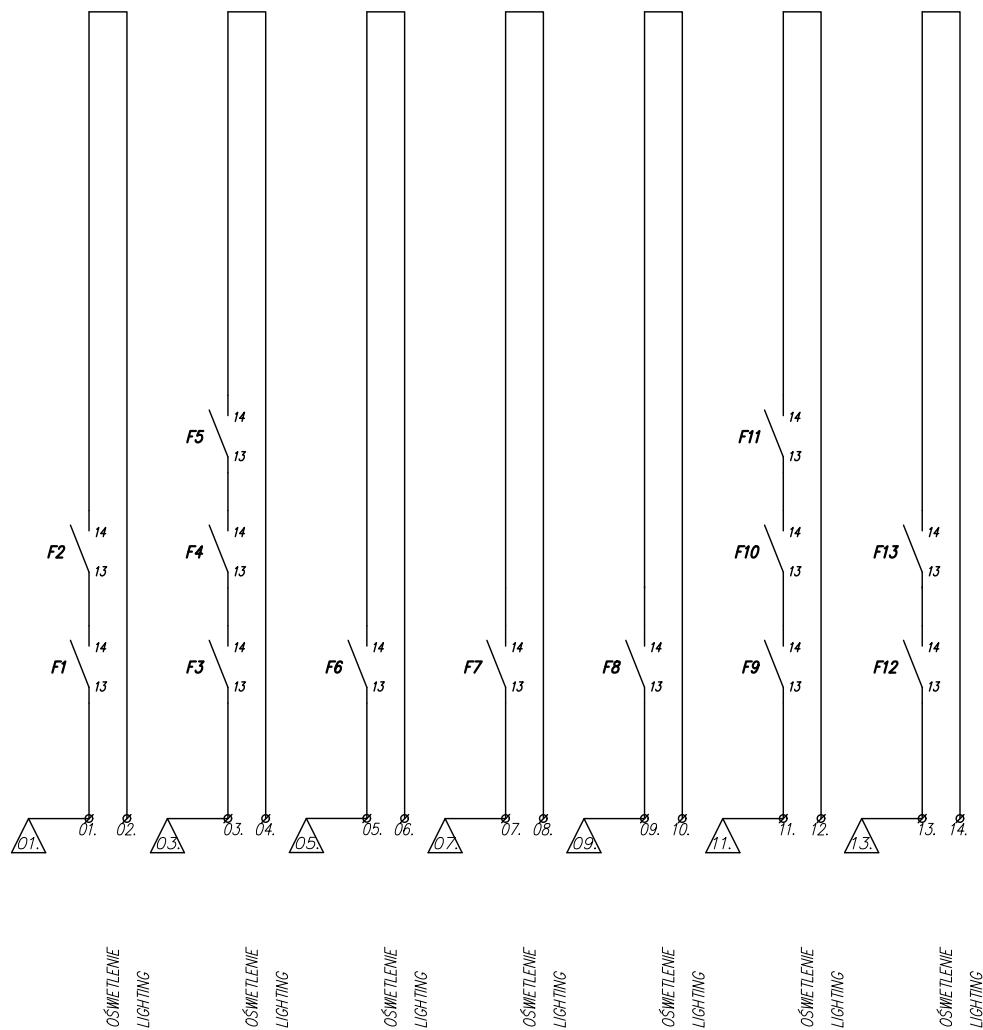 14
14
F5
F11
13
13
14
14
14
14
F2
F4
F10
F13
13
13
13
13
14
14
14
14
14
14
14
F1
F3
F6
F7
F8
F9
F12
13
13
13
13
13
13
13
01.
02.
03.
04.
05.
06.
07.
08.
09.
10.
11.
12.
13.
14.
01.
03.
05.
07.
09.
11.
13.
OŚWIETLENIE
LIGHTING
OŚWIETLENIE
LIGHTING
OŚWIETLENIE
LIGHTING
OŚWIETLENIE
LIGHTING
OŚWIETLENIE
LIGHTING
OŚWIETLENIE
LIGHTING
OŚWIETLENIE
LIGHTING